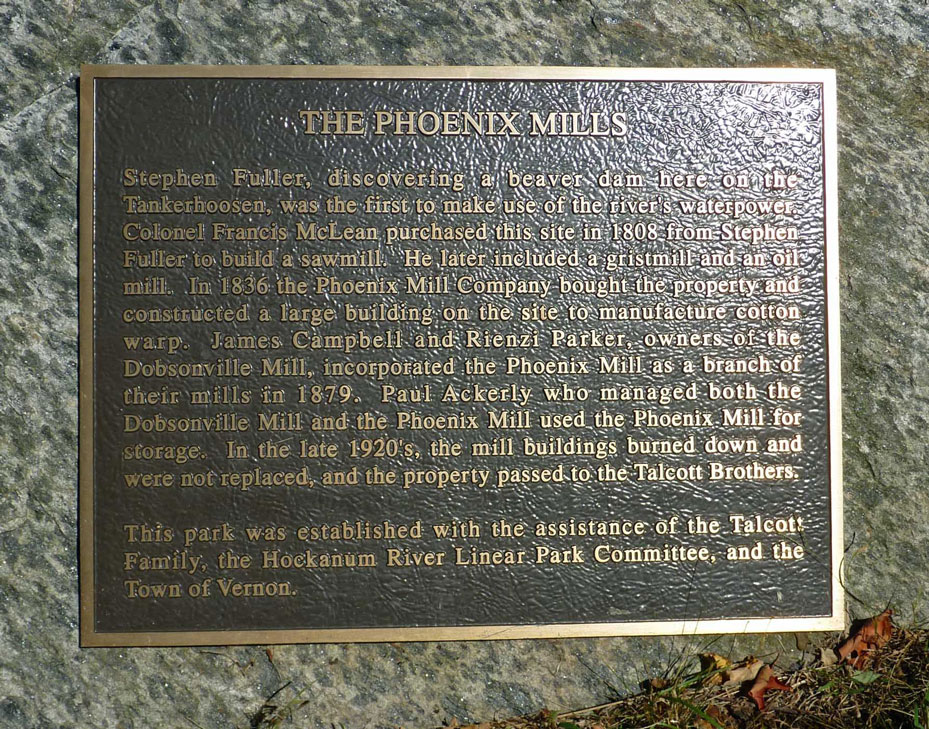 THE PHOENIX MILLS
Stephen Fuller, discovering a beaver dam here on the
Tankerhoosen, was the first to make use of the river's waterpower.
Colonel Francis McLean purchased this site in 1808 from Stephen
Fuller to build a sawmill. He later included a gristmill and an oil
mill. In 1836 the Phoenix Mill Company bought the property and
constructed a large building on the site to manufacture cotton
warp. James Campbell and Rienzi Parker, owners of the
Dobsonville Mill, incorporated the Phoenix Mill as a branch of
their mills in 1879. Paul Ackerly who managed both the
Dobsonville Mill and the Phoenix Mill used the Phoenix Mill for
storage. In the late 1920's, the mill buildings burned down and
were not replaced, and the property passed to the Talcott Brothers.
This park was established with the assistance of the Talcott
Family, the Hockanum River Linear Park Committee, and the
Town of Vernon.